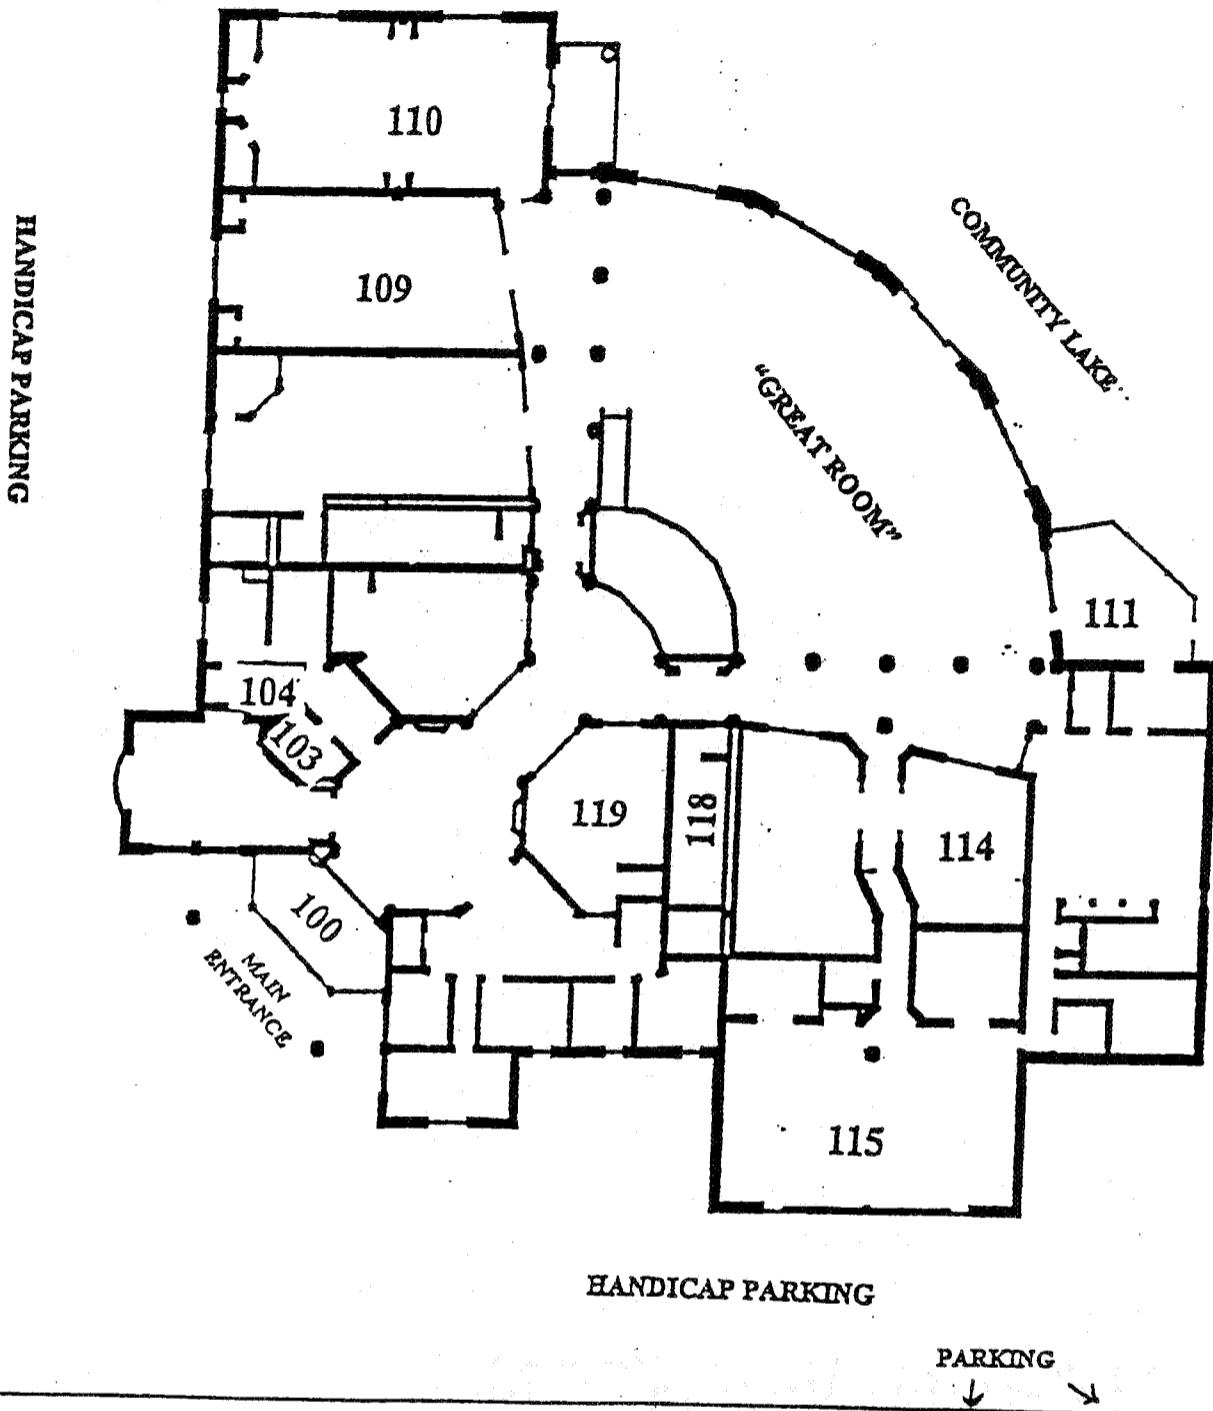 110
COMMUNITY LAKE
HANDICAP PARKING
109
"GREAT ROOM"
111
104
103
119
118
114
100
MAIN
ENTRANCE
115
HANDICAP PARKING
PARKING